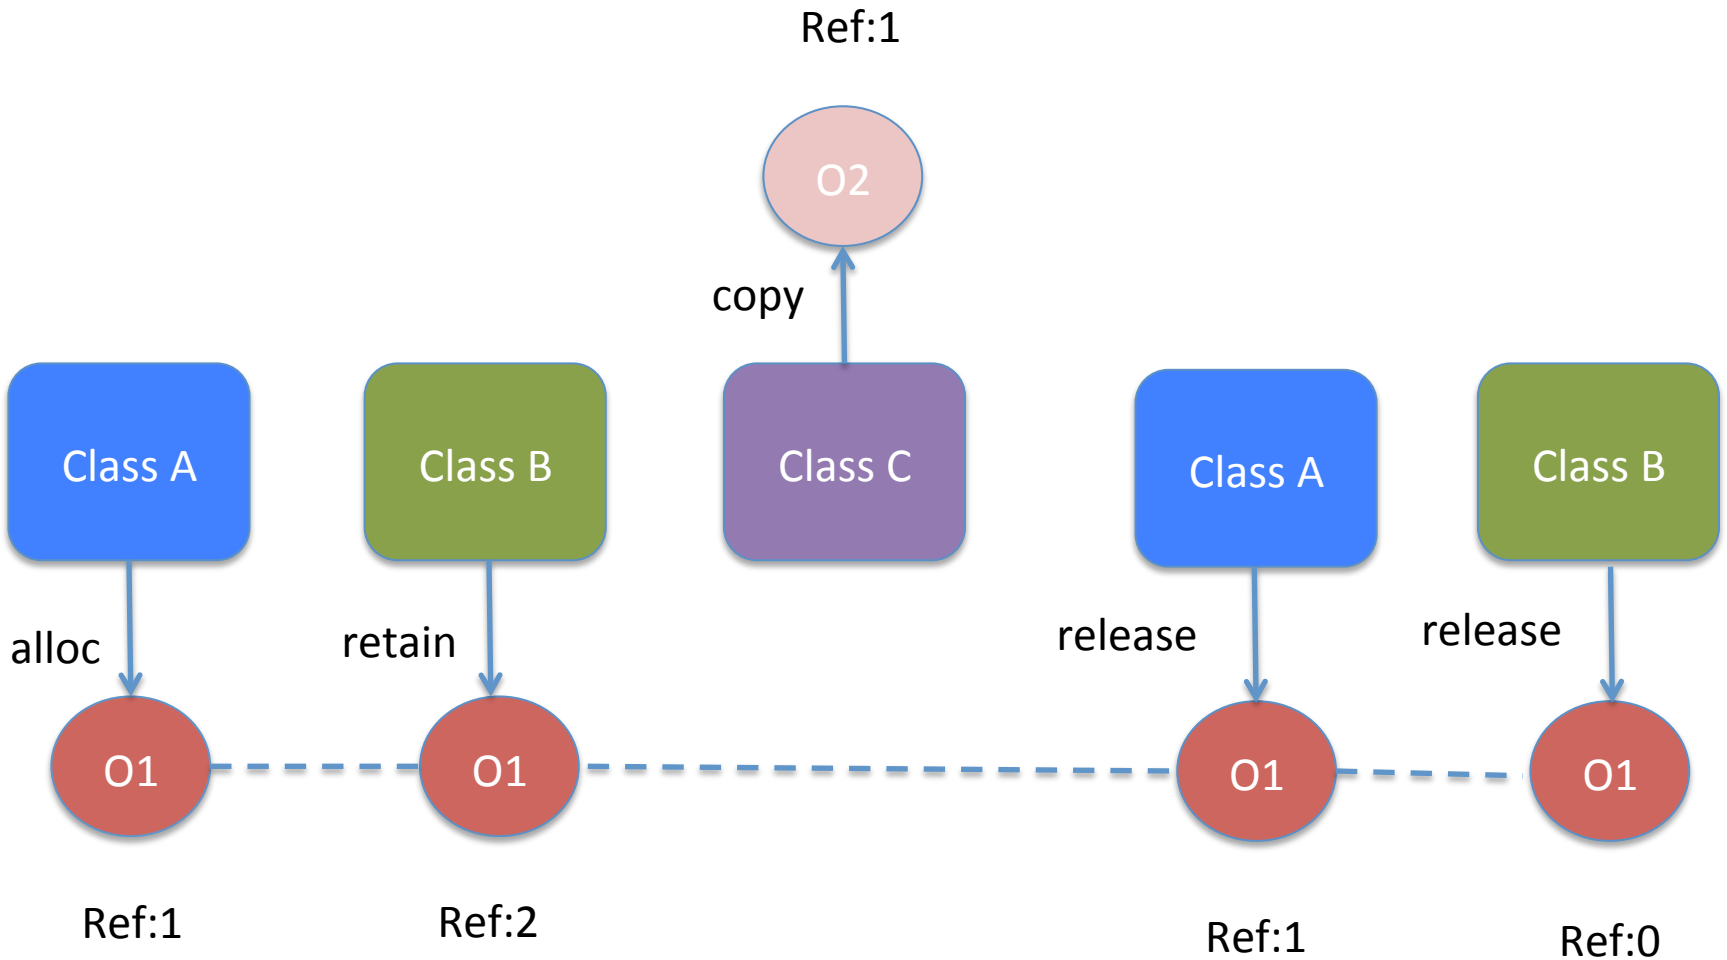 Ref:1
O2
copy
Class A
Class B
Class C
Class A
Class B
alloc
retain
release
release
O1
O1
O1
O1
Ref:1
Ref:2
Ref:1
Ref:0